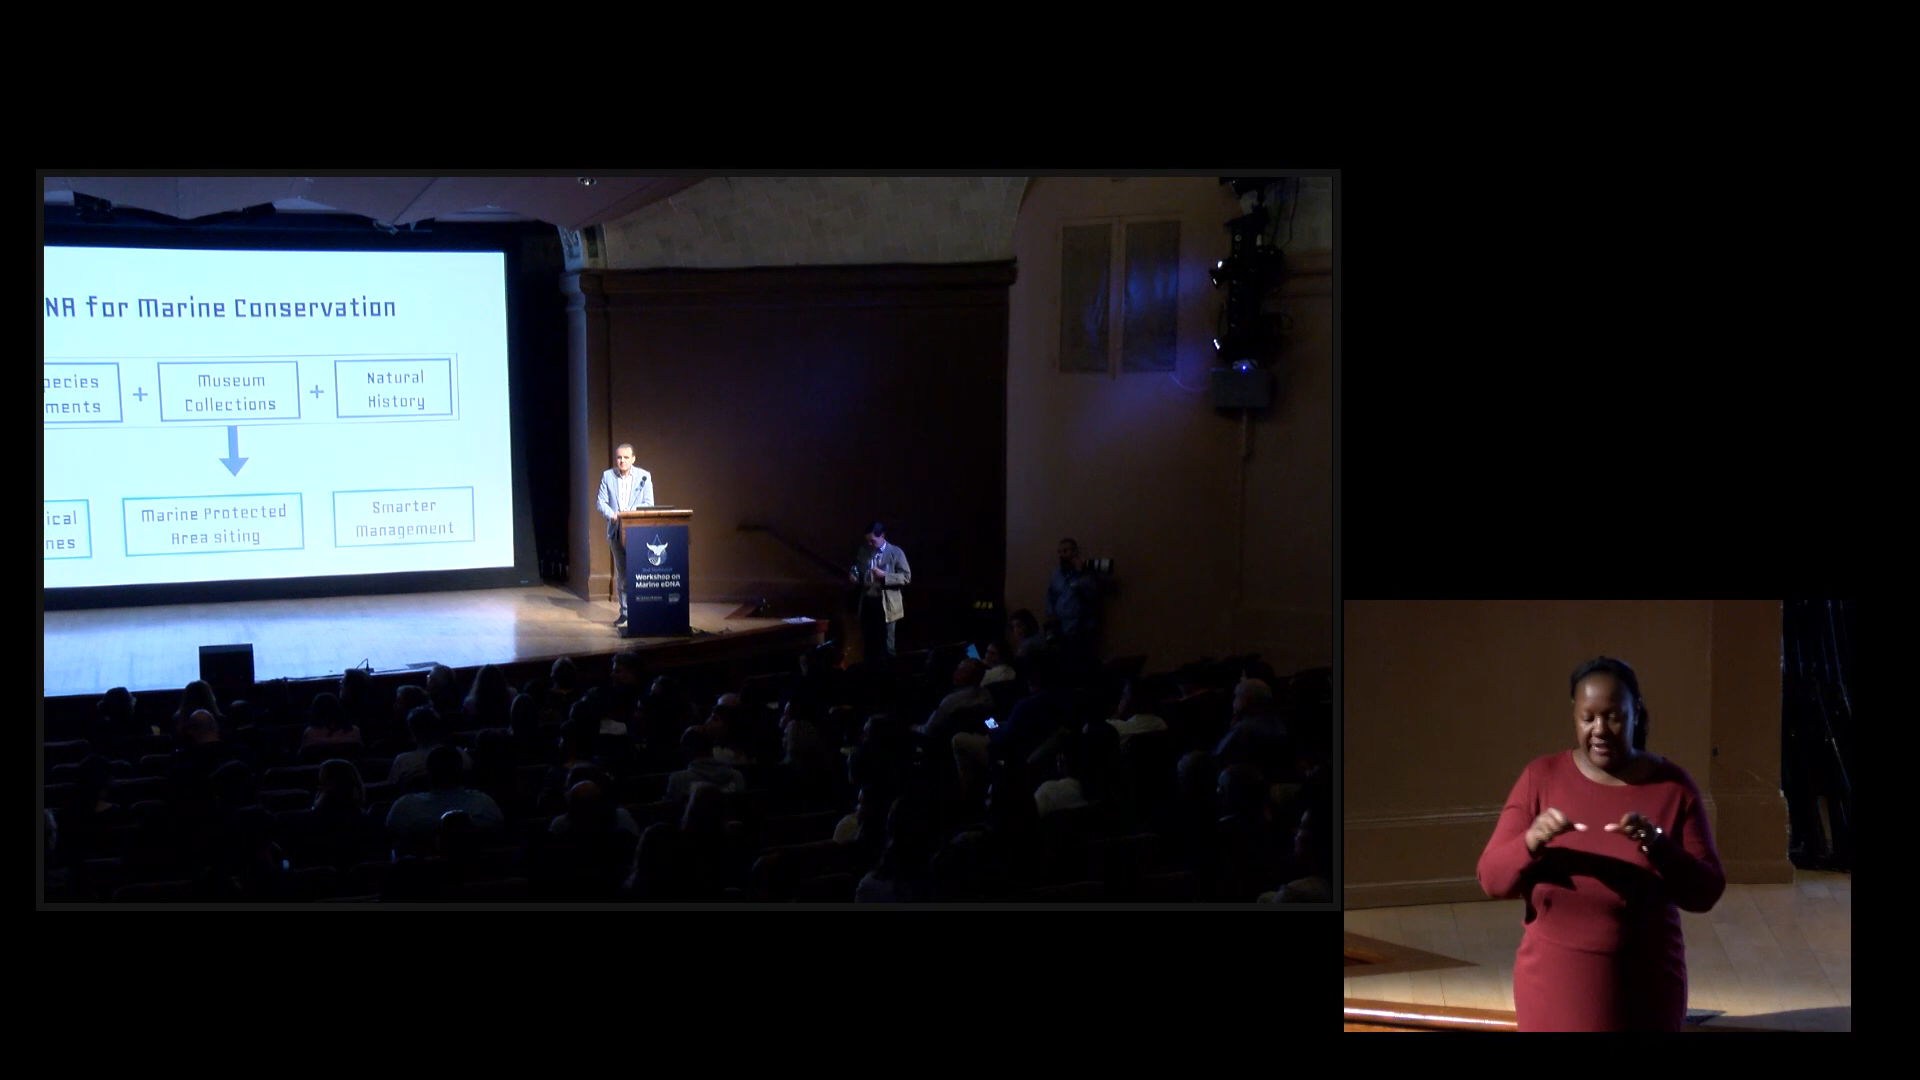 NA for Marine Conservation
pecies
ments
+
Museum
Collections
+
Natural
History
ical
nes
Marine Protected
Area siting
Smarter
Management
Workshop on
Marine eDNA